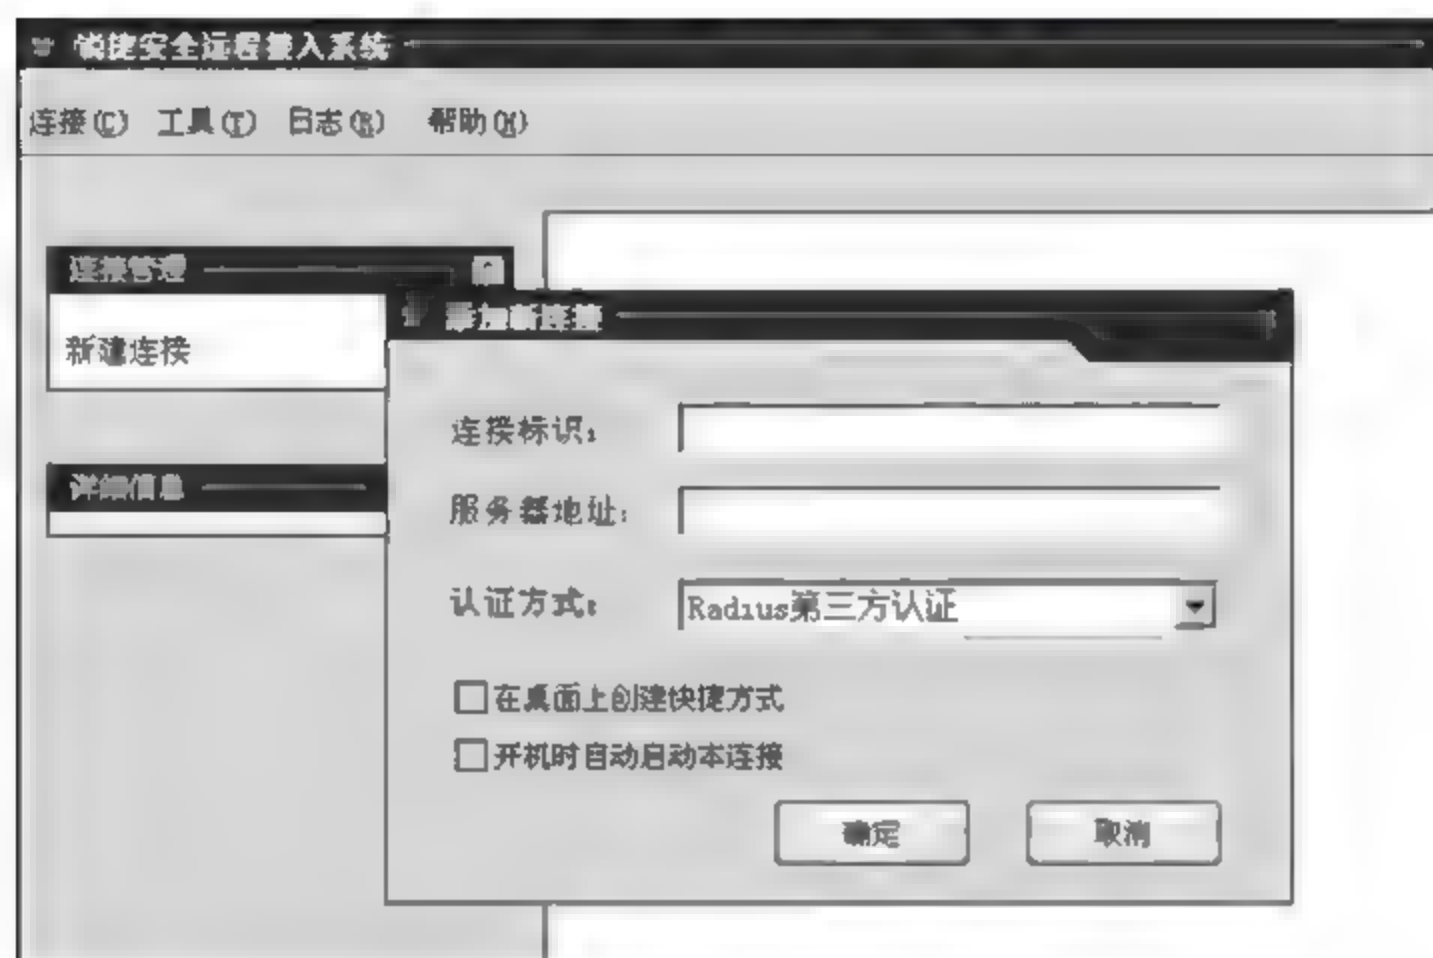 锐捷安全远程接入系统
连接(C) 工具(T) 日志(R) 帮助(H)
连接管理
新建连接
详细信息
添加新连接
连接标识:
服务器地址:
认证方式: Radius第三方认证
在桌面上创建快捷方式
开机时自动启动本连接
确定 取消